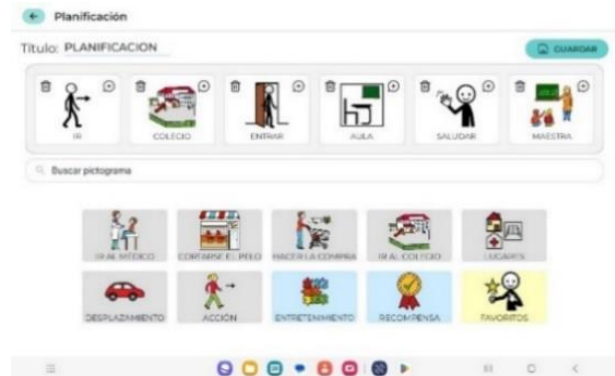 Planificación
Título: PLANIFICACION
GUARDAR
IR COLEGIO ENTRAR AULA SALUDAR MAESTRA
Buscar pictograma
IR AL MÉDICO CORTARSE EL PELO HACER LA COMPRA IR AL COLEGIO LUGARES
DESPLAZAMIENTO ACCIÓN ENTRETENIMIENTO RECOMPENSA FAVORITOS